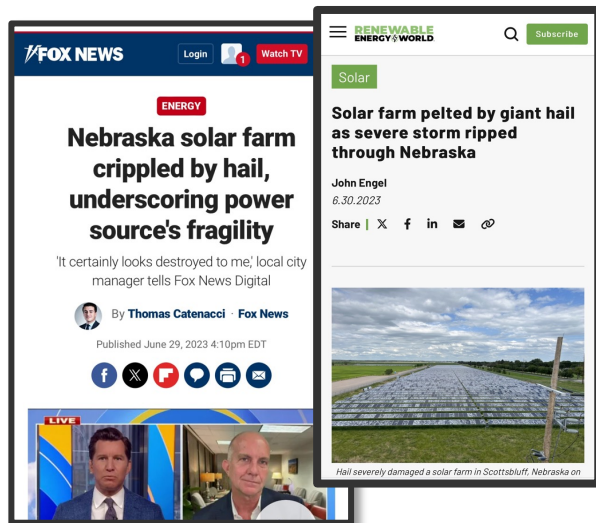 FOX NEWS
Login
1
Watch TV
ENERGY
Nebraska solar farm
crippled by hail,
underscoring power
source's fragility
'It certainly looks destroyed to me,' local city
manager tells Fox News Digital
By Thomas Catenacci · Fox News
Published June 29, 2023 4:10pm EDT
LIVE
RENEWABLE
ENERGY WORLD
Subscribe
Solar
Solar farm pelted by giant hail
as severe storm ripped
through Nebraska
John Engel
6.30.2023
Share |
Hail severely damaged a solar farm in Scottsbluff, Nebraska on